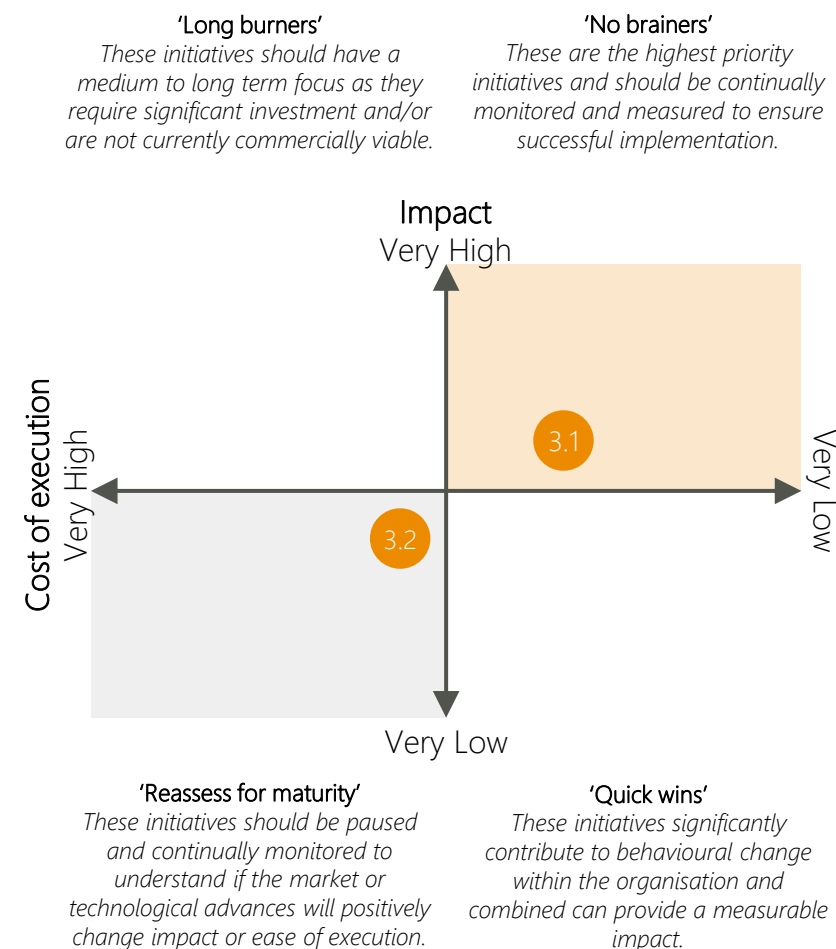 ‘Long burners’
These initiatives should have a
medium to long term focus as they
require significant investment and/or
are not currently commercially viable.
‘No brainers’
These are the highest priority
initiatives and should be continually
monitored and measured to ensure
successful implementation.
Impact
Very High
Cost of execution
Very High
3.1
Very Low
3.2
Very Low
‘Reassess for maturity’
These initiatives should be paused
and continually monitored to
understand if the market or
technological advances will positively
change impact or ease of execution.
‘Quick wins’
These initiatives significantly
contribute to behavioural change
within the organisation and
combined can provide a measurable
impact.